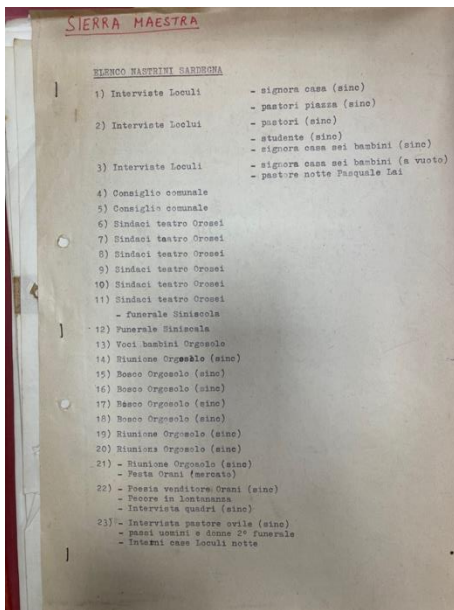 SIERRA MAESTRA
ELENCO NASTRINI SARDEGNA
1) Interviste Loculi - signora casa (sinc)
- pastori piazza (sinc)
2) Interviste Loclui - pastori (sinc)
- studente (sinc)
- signora casa sei bambini (sinc)
3) Interviste Loculi - signora casa sei bambini (a vuoto)
- pastore notte Pasquale Lai
4) Consiglio comunale
5) Consiglio comunale
6) Sindaci teatro Orosei
7) Sindaci teatro Orosei
8) Sindaci teatro Orosei
9) Sindaci teatro Orosei
10) Sindaci teatro Orosei
11) Sindaci teatro Orosei
- funerale Siniscola
12) Funerale Siniscala
13) Voci bambini Orgosolo
14) Riunione Orgosolo (sinc)
15) Bosco Orgosolo (sinc)
16) Bosco Orgosolo (sinc)
17) Bosco Orgosolo (sinc)
18) Bosco Orgosolo (sinc)
19) Riunione Orgosolo (sinc)
20) Riunione Orgosolo (sinc)
21) - Riunione Orgosolo (sinc)
- Festa Orani (mercato)
22) - Poesia venditore Orani (sinc)
- Pecore in lontananza
- Intervista quadri (sinc)
23) - Intervista pastore ovile (sinc)
- passi uomini e donne 2° funerale
- Interni case Loculi notte